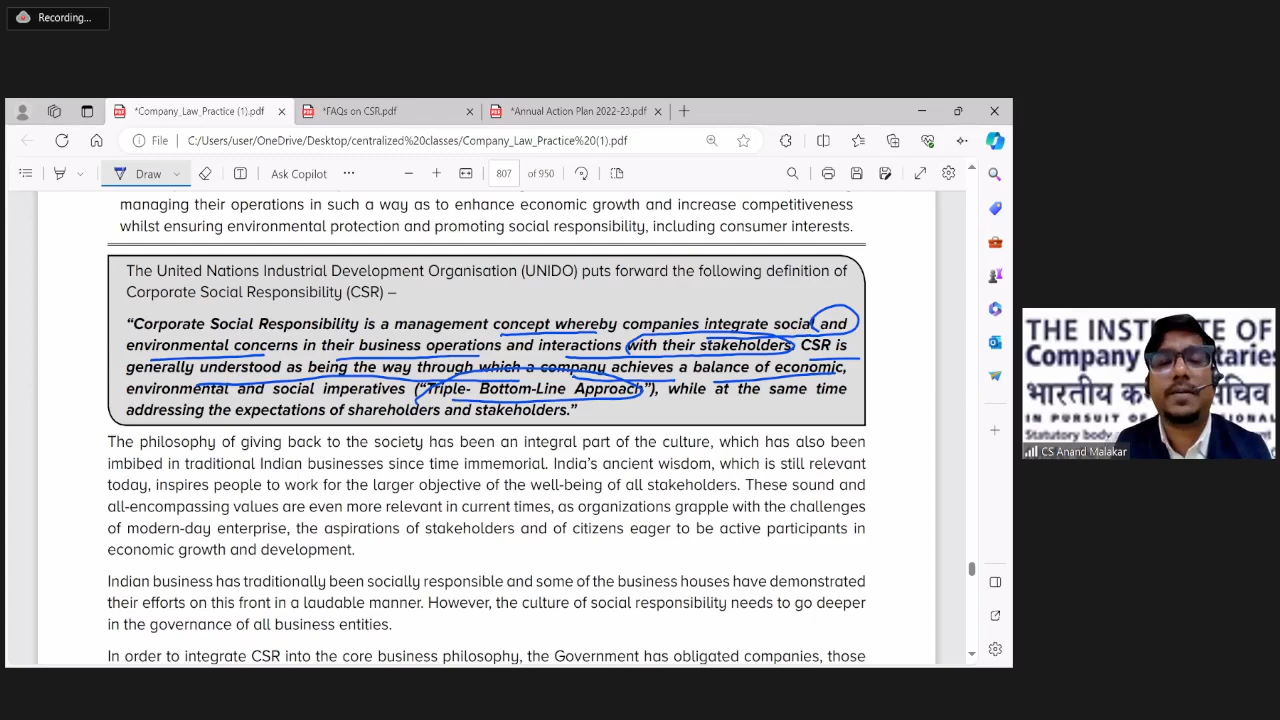 Recording...
*Company_Law_Practice (1).pdf
*FAQs on CSR.pdf
*Annual Action Plan 2022-23.pdf
File
C:/Users/user/OneDrive/Desktop/centralized%20classes/Company_Law_Practice%20(1).pdf
Draw
Ask Copilot
807 of 950
managing their operations in such a way as to enhance economic growth and increase competitiveness
whilst ensuring environmental protection and promoting social responsibility, including consumer interests.
The United Nations Industrial Development Organisation (UNIDO) puts forward the following definition of
Corporate Social Responsibility (CSR) –
“Corporate Social Responsibility is a management concept whereby companies integrate social and
environmental concerns in their business operations and interactions with their stakeholders. CSR is
generally understood as being the way through which a company achieves a balance of economic,
environmental and social imperatives (“Triple- Bottom-Line Approach”), while at the same time
addressing the expectations of shareholders and stakeholders.”
The philosophy of giving back to the society has been an integral part of the culture, which has also been
imbibed in traditional Indian businesses since time immemorial. India’s ancient wisdom, which is still relevant
today, inspires people to work for the larger objective of the well-being of all stakeholders. These sound and
all-encompassing values are even more relevant in current times, as organizations grapple with the challenges
of modern-day enterprise, the aspirations of stakeholders and of citizens eager to be active participants in
economic growth and development.
Indian business has traditionally been socially responsible and some of the business houses have demonstrated
their efforts on this front in a laudable manner. However, the culture of social responsibility needs to go deeper
in the governance of all business entities.
In order to integrate CSR into the core business philosophy, the Government has obligated companies, those
THE INSTITUTE OF
Company
भारतीय
IN PURSUIT OF
Statutory body
CS Anand Malakar